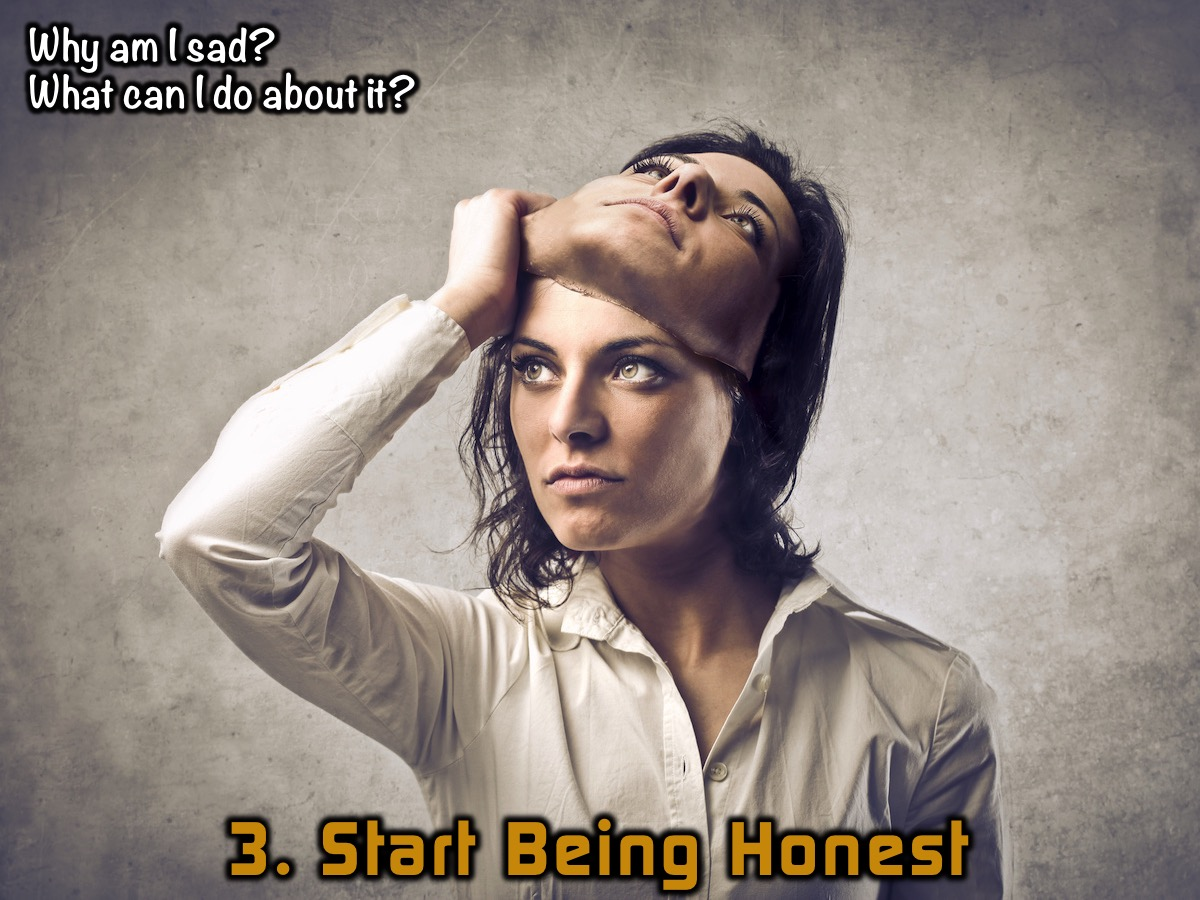 Why am I sad?
What can I do about it?
3. Start Being Honest